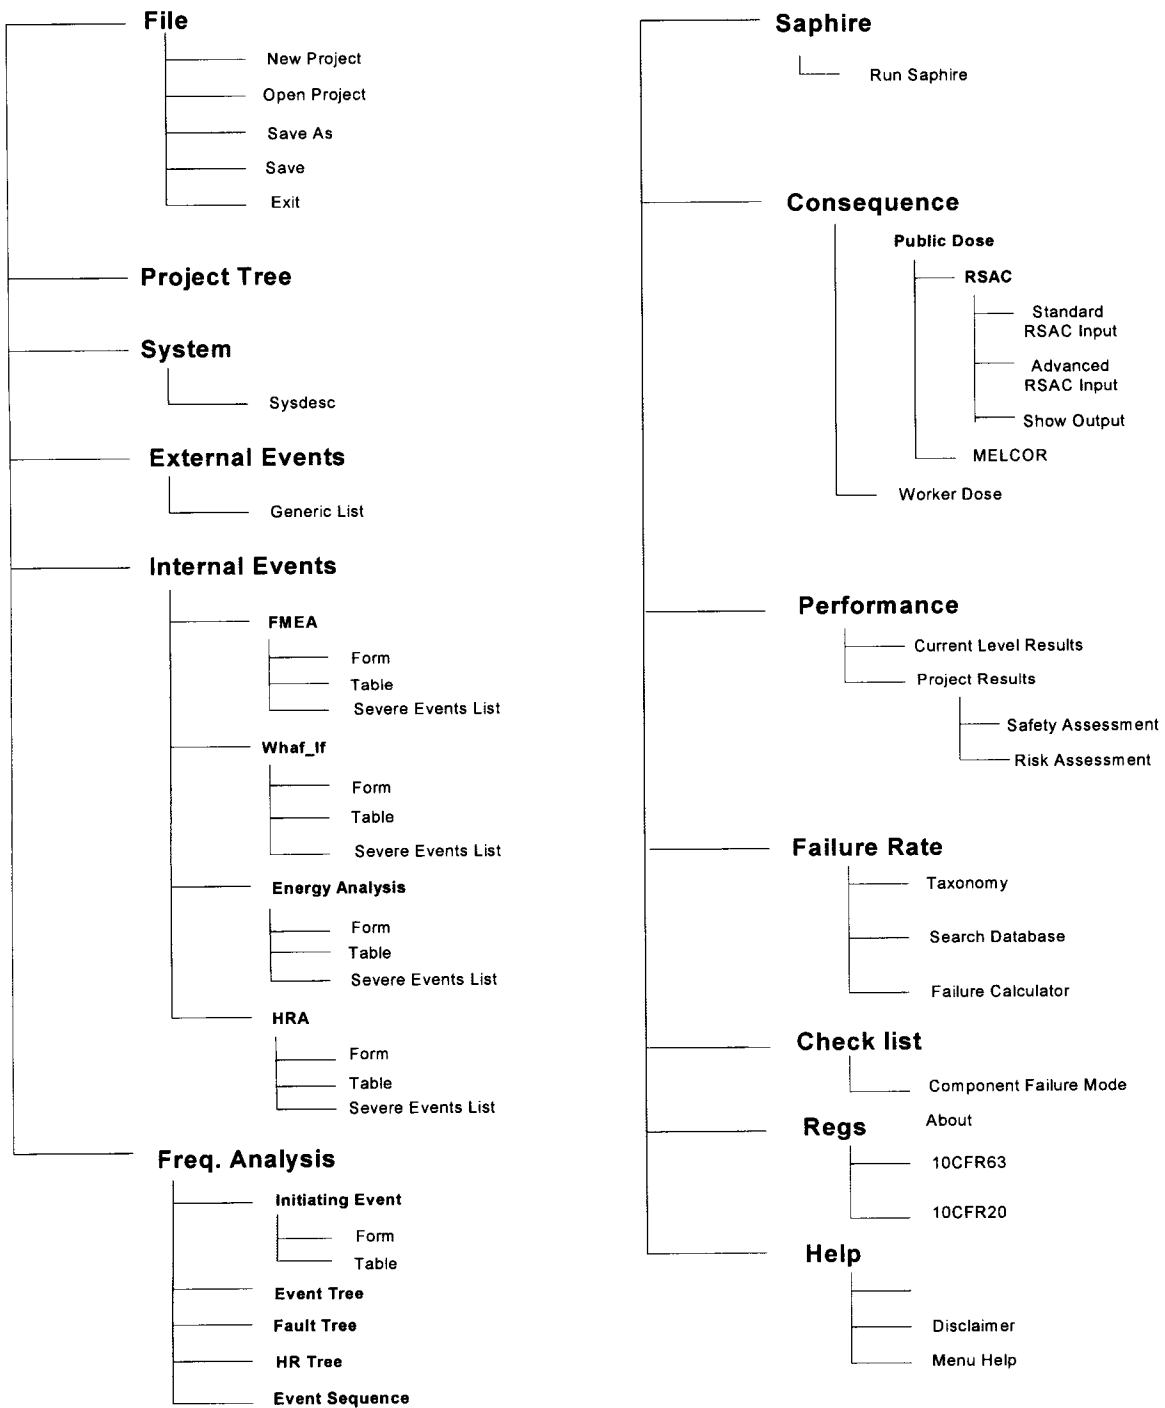 File
New Project
Open Project
Save As
Save
Exit
Project Tree
System
Sysdesc
External Events
Generic List
Internal Events
FMEA
Form
Table
Severe Events List
Whaf_If
Form
Table
Severe Events List
Energy Analysis
Form
Table
Severe Events List
HRA
Form
Table
Severe Events List
Freq. Analysis
Initiating Event
Form
Table
Event Tree
Fault Tree
HR Tree
Event Sequence
Saphire
Run Saphire
Consequence
Public Dose
RSAC
Standard
RSAC Input
Advanced
RSAC Input
Show Output
MELCOR
Worker Dose
Performance
Current Level Results
Project Results
Safety Assessment
Risk Assessment
Failure Rate
Taxonomy
Search Database
Failure Calculator
Check list
Component Failure Mode
About
Regs
10CFR63
10CFR20
Help
Disclaimer
Menu Help